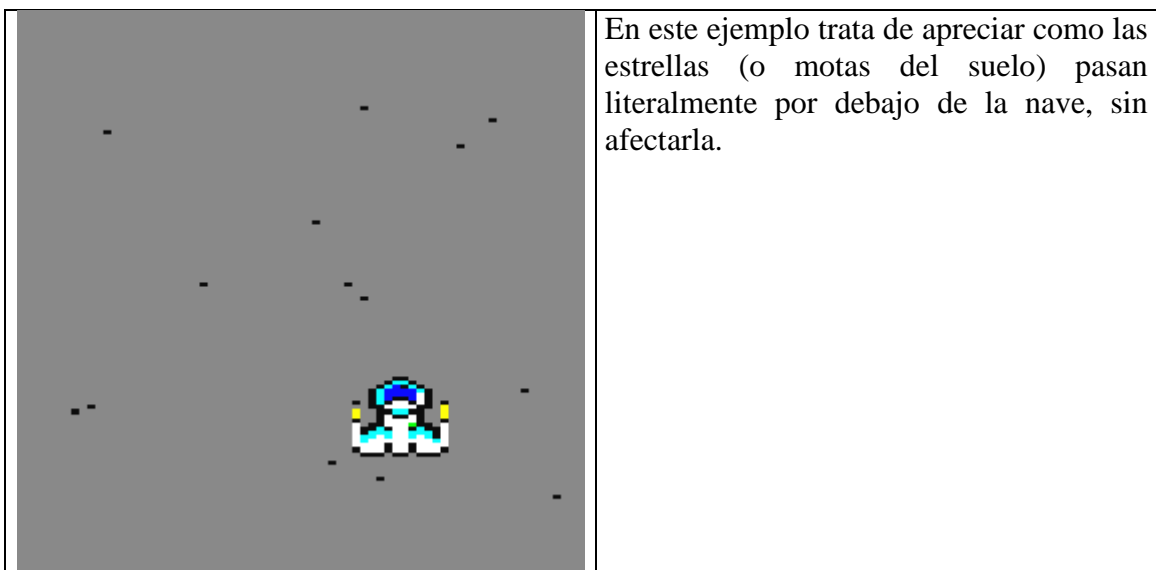 En este ejemplo trata de apreciar como las
estrellas (o motas del suelo) pasan
literalmente por debajo de la nave, sin
afectarla.